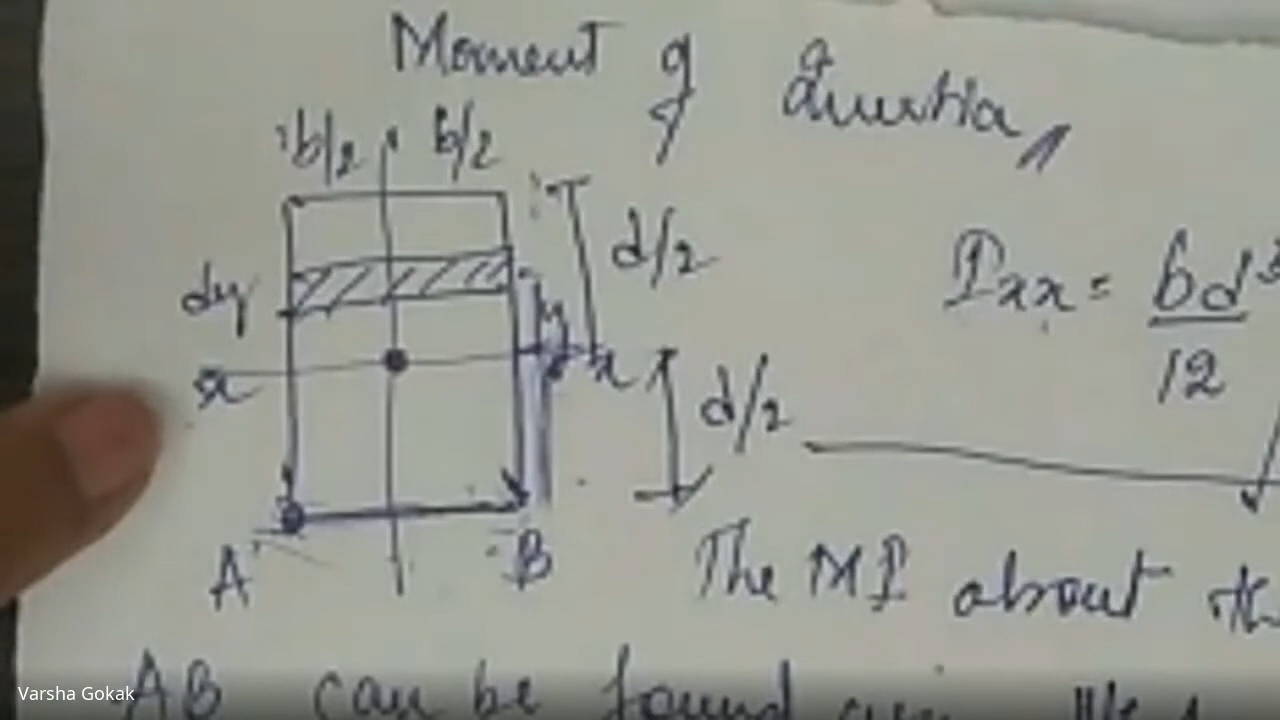 Moment of Inertia,
b/2 b/2
d/2
dy
y
Ixx = bd³
12
x x
d/2
A B
The MI about
AB can be found
Varsha Gokak